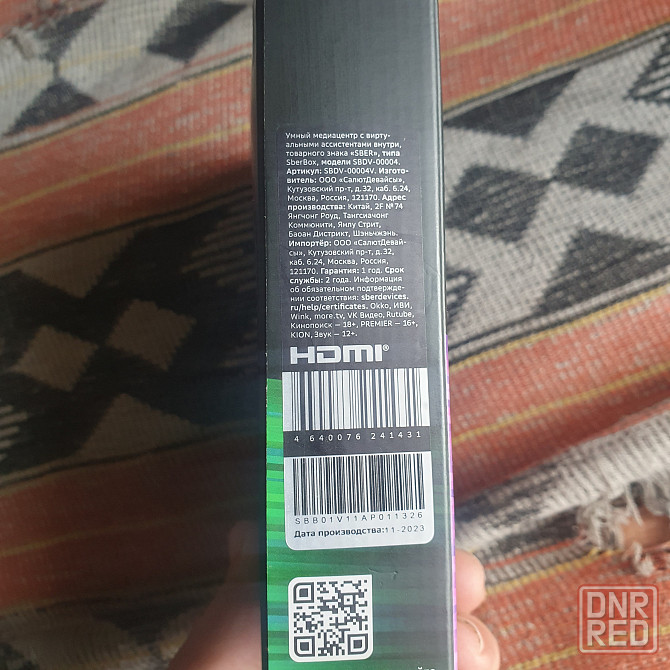 Умный медиацентр с вирту-
альными ассистентами внутри,
товарного знака «SBER», типа
SberBox, модели SBDV-00004.
Артикул: SBDV-00004V. Изгото-
витель: ООО «СалютДевайсы»,
Кутузовский пр-т, д.32, каб. 6.24,
Москва, Россия, 121170. Адрес
производства: Китай, 2F №74
Янгчонг Роуд, Тангсиачонг
Коммюнити, Янлу Стрит,
Баоан Дистрикт, Шэньчжэнь.
Импортёр: ООО «СалютДевай-
сы», Кутузовский пр-т, д.32,
каб. 6.24, Москва, Россия,
121170. Гарантия: 1 год. Срок
службы: 2 года. Информация
об обязательном подтвержде-
нии соответствия: sberdevices.
ru/help/certificates. Okko, ИВИ,
Wink, more.tv, VK Видео, Rutube,
Кинопоиск — 18+, PREMIER — 16+,
KION, Звук — 12+.
HDMI®
4 640076 241431
SBB01V11AP011326
Дата производства:11-2023
DNR
RED